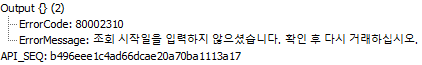 Output {} (2)
ErrorCode: 80002310
ErrorMessage: 조회 시작일을 입력하지 않으셨습니다. 확인 후 다시 거래하십시오.
API_SEQ: b496eee1c4ad66dcae20a70ba1113a17